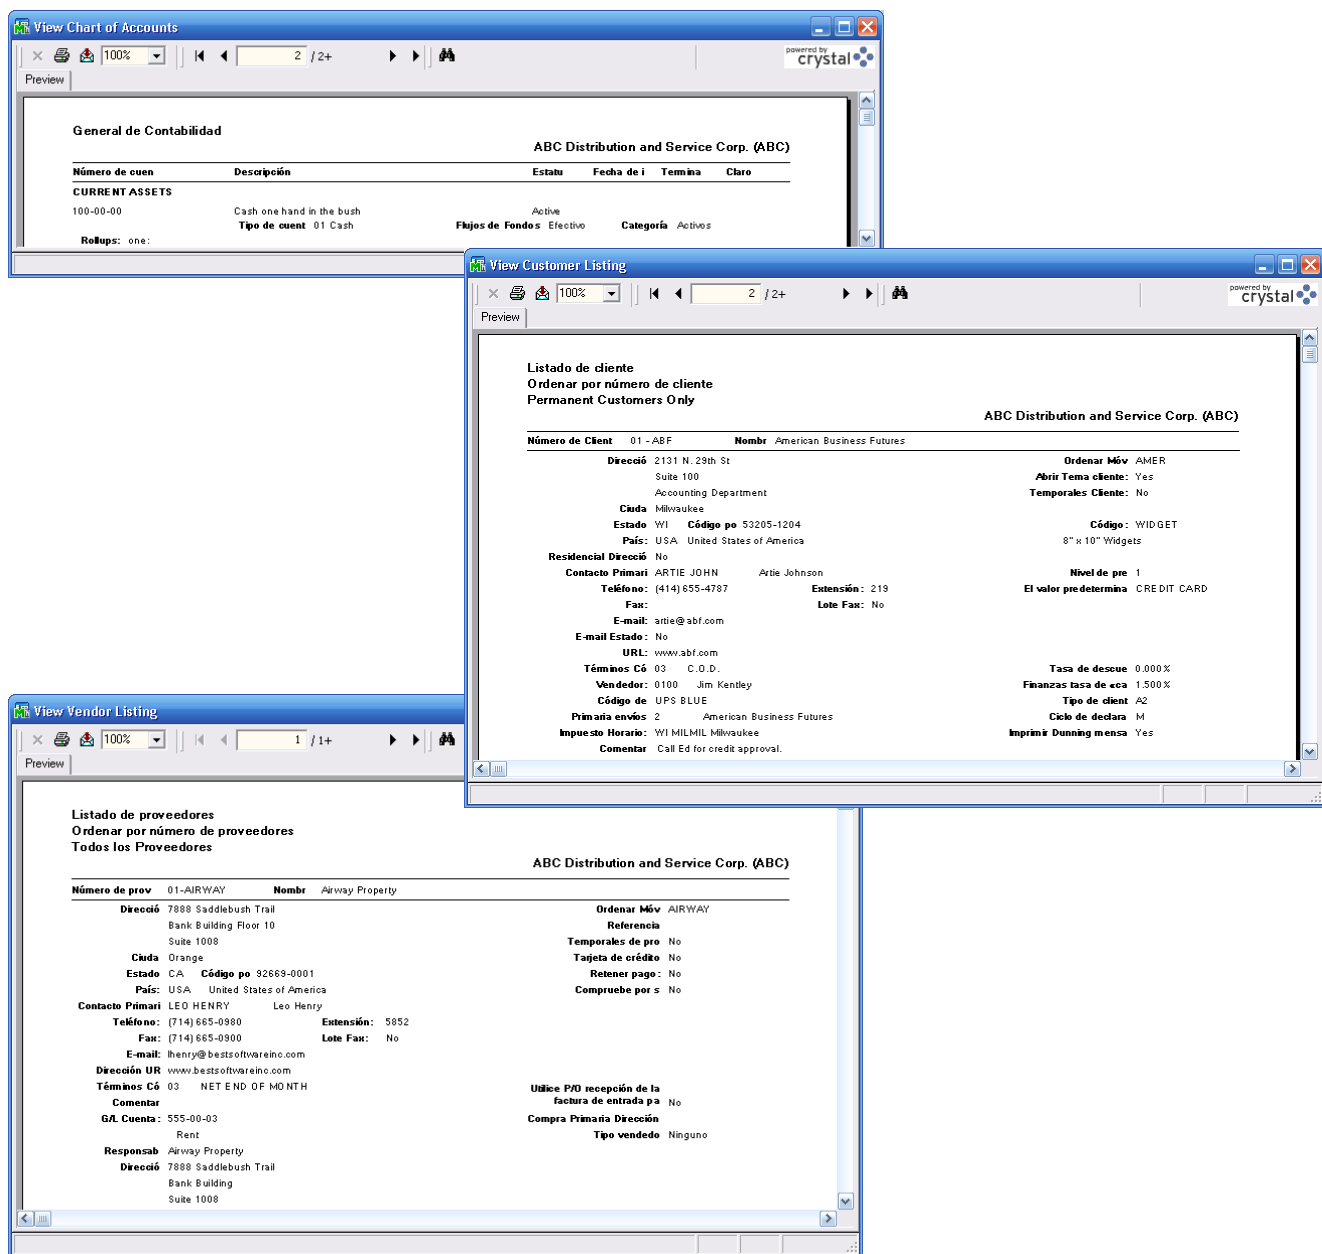 View Chart of Accounts
100% 2 / 2+ powered by crystal
Preview
General de Contabilidad
ABC Distribution and Service Corp. (ABC)
Número de cuen Descripción Estatu Fecha de i Termina Claro
CURRENT ASSETS
100-00-00 Cash one hand in the bush Active
Tipo de cuent 01 Cash Flujos de Fondos Efectivo Categoría Activos
Rollups: one:
View Customer Listing
100% 2 / 2+ powered by crystal
Preview
Listado de cliente
Ordenar por número de cliente
Permanent Customers Only
ABC Distribution and Service Corp. (ABC)
Número de Client 01 - ABF Nombr American Business Futures
Direcció 2131 N. 29th St Ordenar Móv AMER
Suite 100 Abrir Tema cliente: Yes
Accounting Department Temporales Cliente: No
Ciuda Milwaukee
Estado WI Código po 53205-1204 Código: WIDGET
País: USA United States of America 8" x 10" Widgets
Residencial Direcció No
Contacto Primari ARTIE JOHN Artie Johnson Nivel de pre 1
Teléfono: (414) 655-4787 Extensión: 219 El valor predetermina CREDIT CARD
Fax: Lote Fax: No
E-mail: artie@abf.com
E-mail Estado: No
URL: www.abf.com
Términos Có 03 C.O.D. Tasa de descue 0.000%
Vendedor: 0100 Jim Kentley Finanzas tasa de eca 1.500%
Código de UPS BLUE Tipo de client A2
Primaria envíos 2 American Business Futures Ciclo de declara M
Impuesto Horario: WI MILMIL Milwaukee Imprimir Dunning mensa Yes
Comentar Call Ed for credit approval.
View Vendor Listing
100% 1 / 1+
Preview
Listado de proveedores
Ordenar por número de proveedores
Todos los Proveedores
ABC Distribution and Service Corp. (ABC)
Número de prov 01-AIRWAY Nombr Airway Property
Direcció 7888 Saddlebush Trail Ordenar Móv AIRWAY
Bank Building Floor 10 Referencia
Suite 1008 Temporales de pro No
Ciuda Orange Tarjeta de crédito No
Estado CA Código po 92669-0001 Retener pago: No
País: USA United States of America Compruebe por s No
Contacto Primari LEO HENRY Leo Henry
Teléfono: (714) 665-0980 Extensión: 5852
Fax: (714) 665-0900 Lote Fax: No
E-mail: lhenry@bestsoftwareinc.com
Dirección UR www.bestsoftwareinc.com
Términos Có 03 NET END OF MONTH Utilice P/O recepción de la
Comentar factura de entrada pa No
G/L Cuenta: 555-00-03 Compra Primaria Dirección
Rent Tipo vendedo Ninguno
Responsab Airway Property
Direcció 7888 Saddlebush Trail
Bank Building
Suite 1008